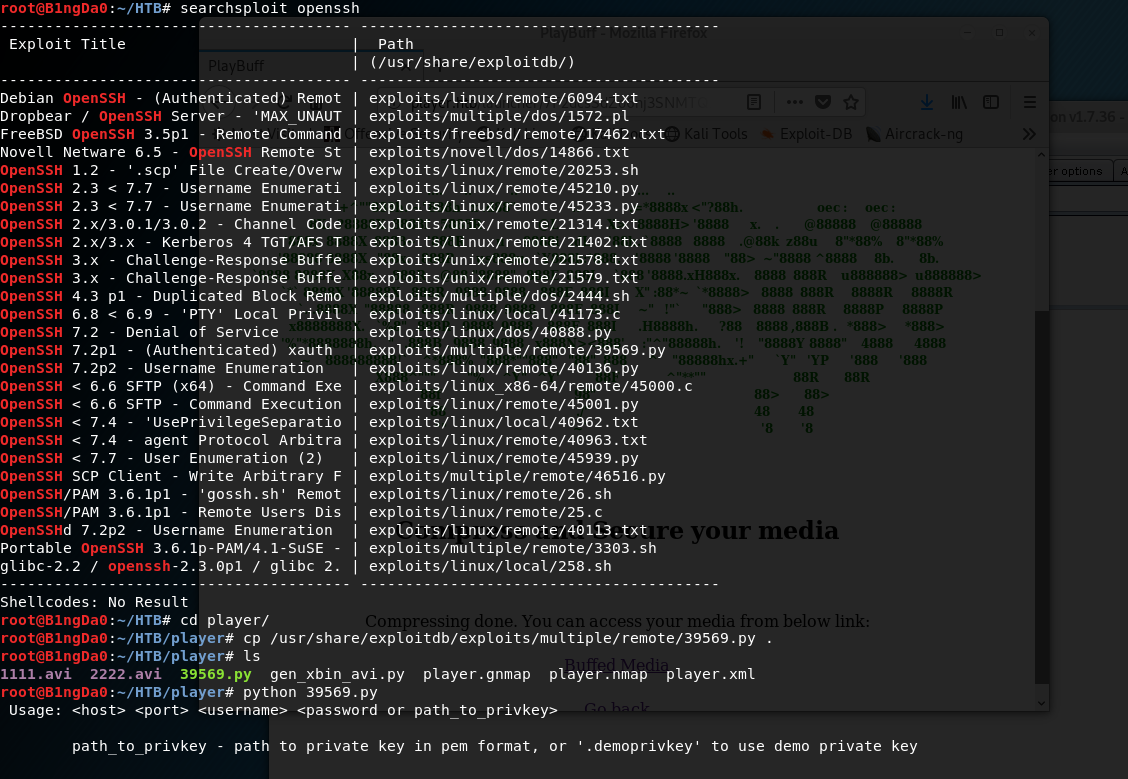 root@B1ngDa0:~/HTB# searchsploit openssh
--------------------------------------- ----------------------------------------
 Exploit Title | Path
 | (/usr/share/exploitdb/)
--------------------------------------- ----------------------------------------
Debian OpenSSH - (Authenticated) Remot | exploits/linux/remote/6094.txt
Dropbear / OpenSSH Server - 'MAX_UNAUT | exploits/multiple/dos/1572.pl
FreeBSD OpenSSH 3.5p1 - Remote Command | exploits/freebsd/remote/17462.txt
Novell Netware 6.5 - OpenSSH Remote St | exploits/novell/dos/14866.txt
OpenSSH 1.2 - '.scp' File Create/Overw | exploits/linux/remote/20253.sh
OpenSSH 2.3 < 7.7 - Username Enumerati | exploits/linux/remote/45210.py
OpenSSH 2.3 < 7.7 - Username Enumerati | exploits/linux/remote/45233.py
OpenSSH 2.x/3.0.1/3.0.2 - Channel Code | exploits/unix/remote/21314.txt
OpenSSH 2.x/3.x - Kerberos 4 TGT/AFS T | exploits/linux/remote/21402.txt
OpenSSH 3.x - Challenge-Response Buffe | exploits/unix/remote/21578.txt
OpenSSH 3.x - Challenge-Response Buffe | exploits/unix/remote/21579.txt
OpenSSH 4.3 p1 - Duplicated Block Remo | exploits/multiple/dos/2444.sh
OpenSSH 6.8 < 6.9 - 'PTY' Local Privil | exploits/linux/local/41173.c
OpenSSH 7.2 - Denial of Service | exploits/linux/dos/40888.py
OpenSSH 7.2p1 - (Authenticated) xauth | exploits/multiple/remote/39569.py
OpenSSH 7.2p2 - Username Enumeration | exploits/linux/remote/40136.py
OpenSSH < 6.6 SFTP (x64) - Command Exe | exploits/linux_x86-64/remote/45000.c
OpenSSH < 6.6 SFTP - Command Execution | exploits/linux/remote/45001.py
OpenSSH < 7.4 - 'UsePrivilegeSeparatio | exploits/linux/local/40962.txt
OpenSSH < 7.4 - agent Protocol Arbitra | exploits/linux/remote/40963.txt
OpenSSH < 7.7 - User Enumeration (2) | exploits/linux/remote/45939.py
OpenSSH SCP Client - Write Arbitrary F | exploits/multiple/remote/46516.py
OpenSSH/PAM 3.6.1p1 - 'gossh.sh' Remot | exploits/linux/remote/26.sh
OpenSSH/PAM 3.6.1p1 - Remote Users Dis | exploits/linux/remote/25.c
OpenSSHd 7.2p2 - Username Enumeration | exploits/linux/remote/40113.txt
Portable OpenSSH 3.6.1p-PAM/4.1-SuSE - | exploits/multiple/remote/3303.sh
glibc-2.2 / openssh-2.3.0p1 / glibc 2. | exploits/linux/local/258.sh
--------------------------------------- ----------------------------------------
Shellcodes: No Result
root@B1ngDa0:~/HTB# cd player/
root@B1ngDa0:~/HTB/player# cp /usr/share/exploitdb/exploits/multiple/remote/39569.py .
root@B1ngDa0:~/HTB/player# ls
1111.avi 2222.avi 39569.py gen_xbin_avi.py player.gnmap player.nmap player.xml
root@B1ngDa0:~/HTB/player# python 39569.py
 Usage: <host> <port> <username> <password or path_to_privkey>
path_to_privkey - path to private key in pem format, or '.demoprivkey' to use demo private key
PlayBuff - Mozilla Firefox
PlayBuff
Kali Tools Exploit-DB Aircrack-ng
on v1.7.36 -
er options
Compress and Secure your media
Compressing done. You can access your media from below link:
Buffed Media
Go back